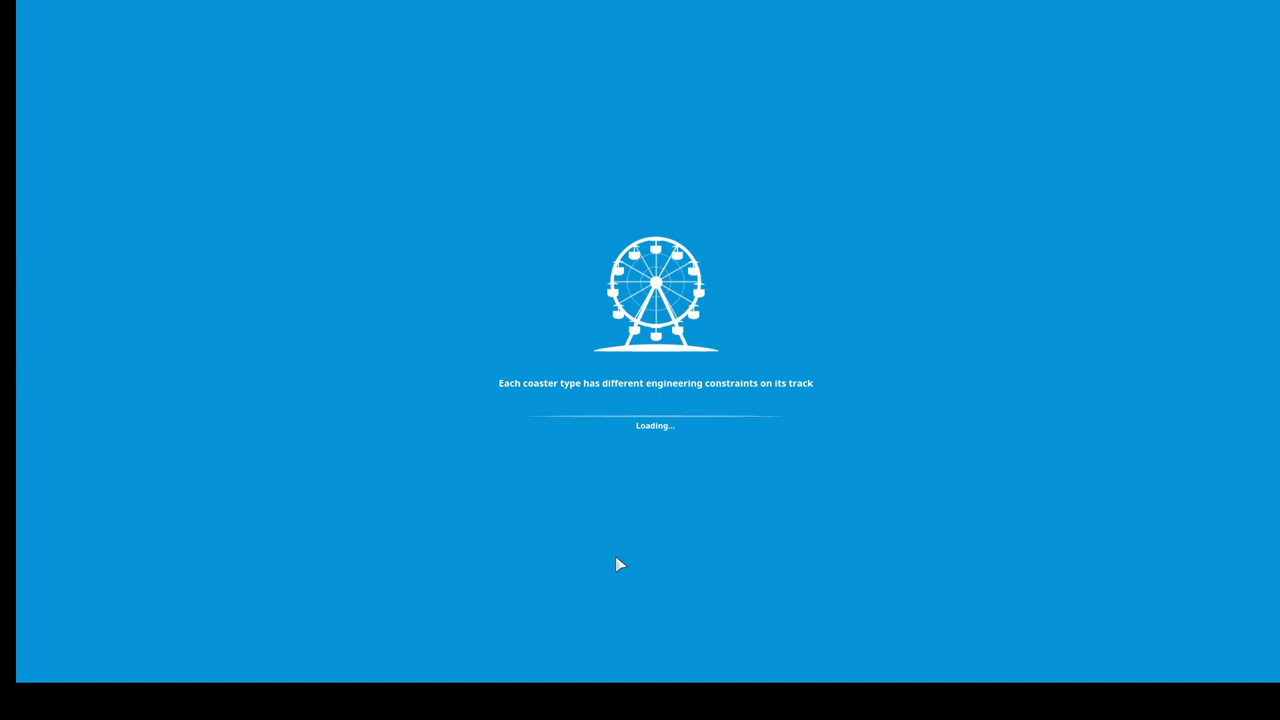 Each coaster type has different engineering constraints on its track
Loading...